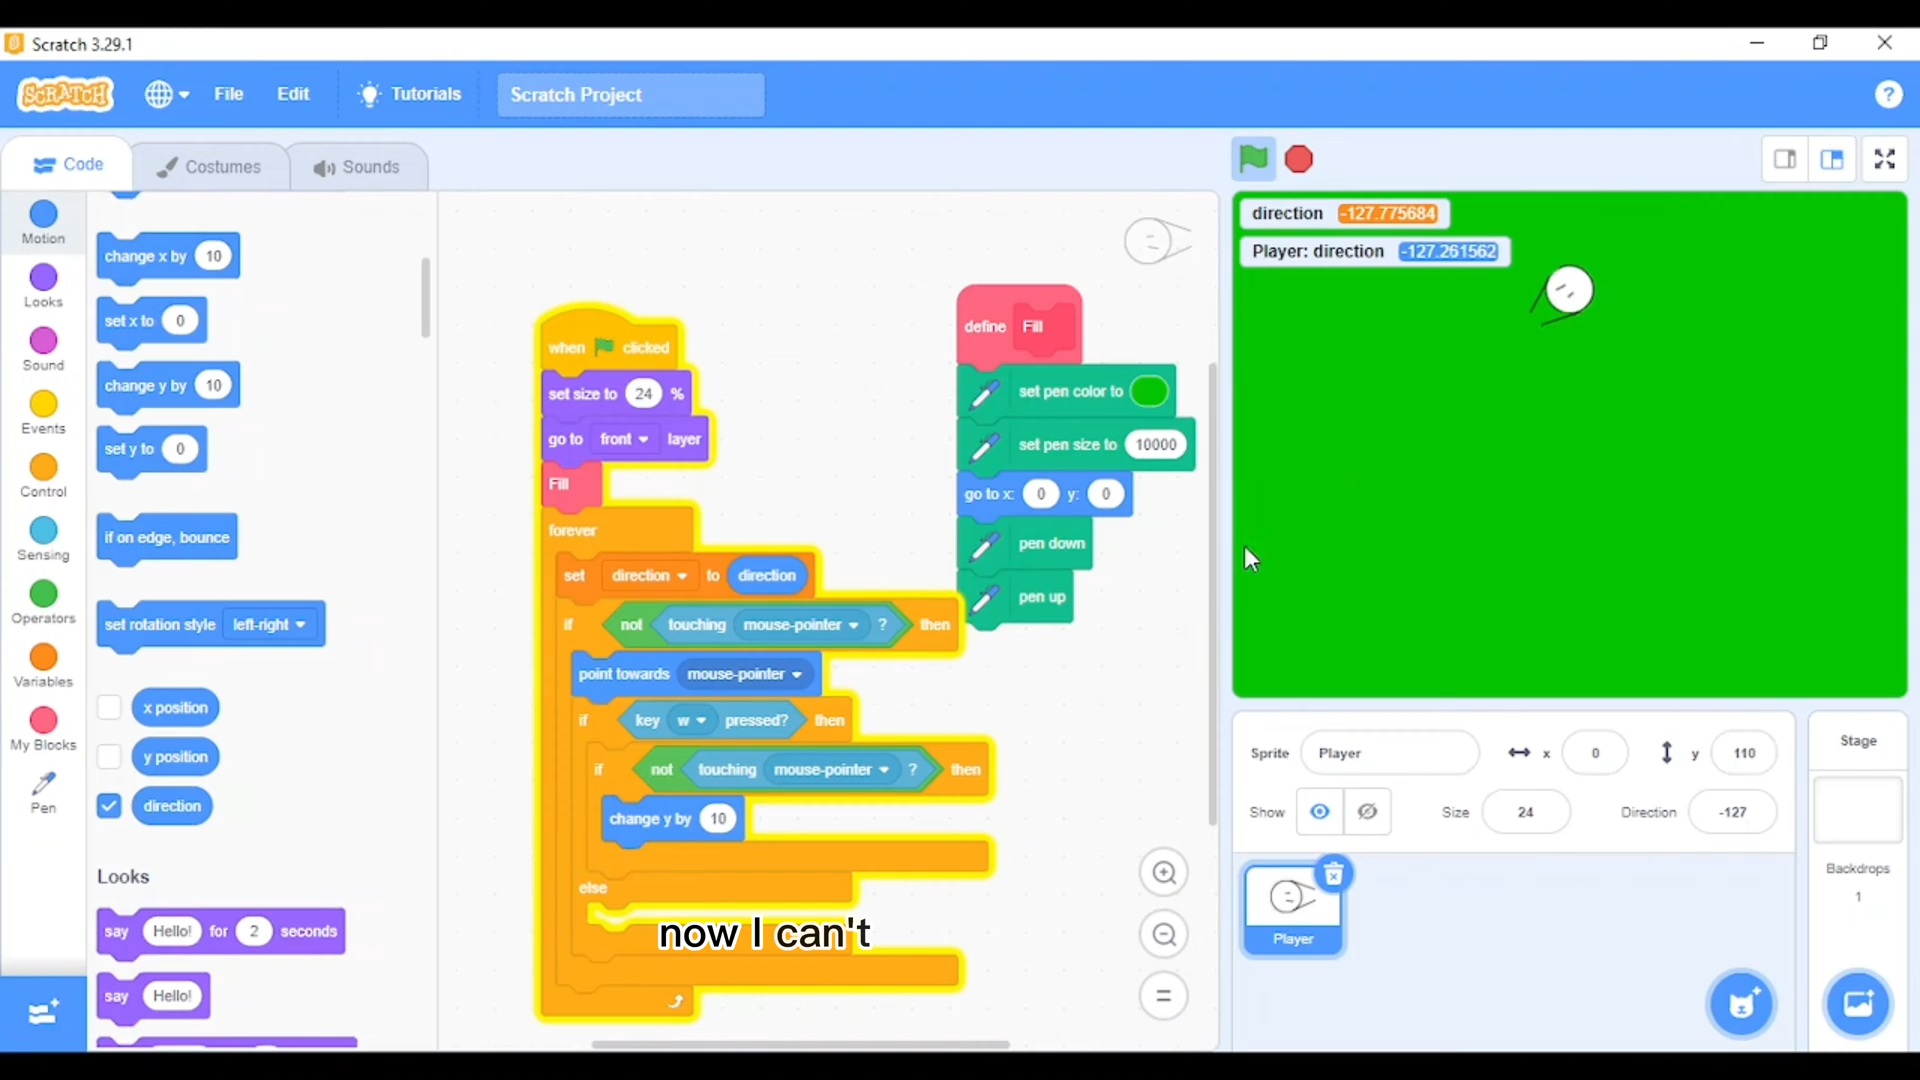 Scratch 3.29.1
SCRATCH
File
Edit
Tutorials
Scratch Project
?
Code
Costumes
Sounds
Motion
Looks
Sound
Events
Control
Sensing
Operators
Variables
My Blocks
Pen
change x by 10
set x to 0
change y by 10
set y to 0
if on edge, bounce
set rotation style left-right
x position
y position
direction
Looks
say Hello! for 2 seconds
say Hello!
when clicked
set size to 24 %
go to front layer
Fill
forever
set direction to direction
if not touching mouse-pointer ? then
point towards mouse-pointer
if key w pressed? then
if not touching mouse-pointer ? then
change y by 10
else
now I can't
define Fill
set pen color to
set pen size to 10000
go to x: 0 y: 0
pen down
pen up
direction -127.775684
Player: direction -127.261562
Sprite Player x 0 y 110
Show Size 24 Direction -127
Player
Stage
Backdrops
1